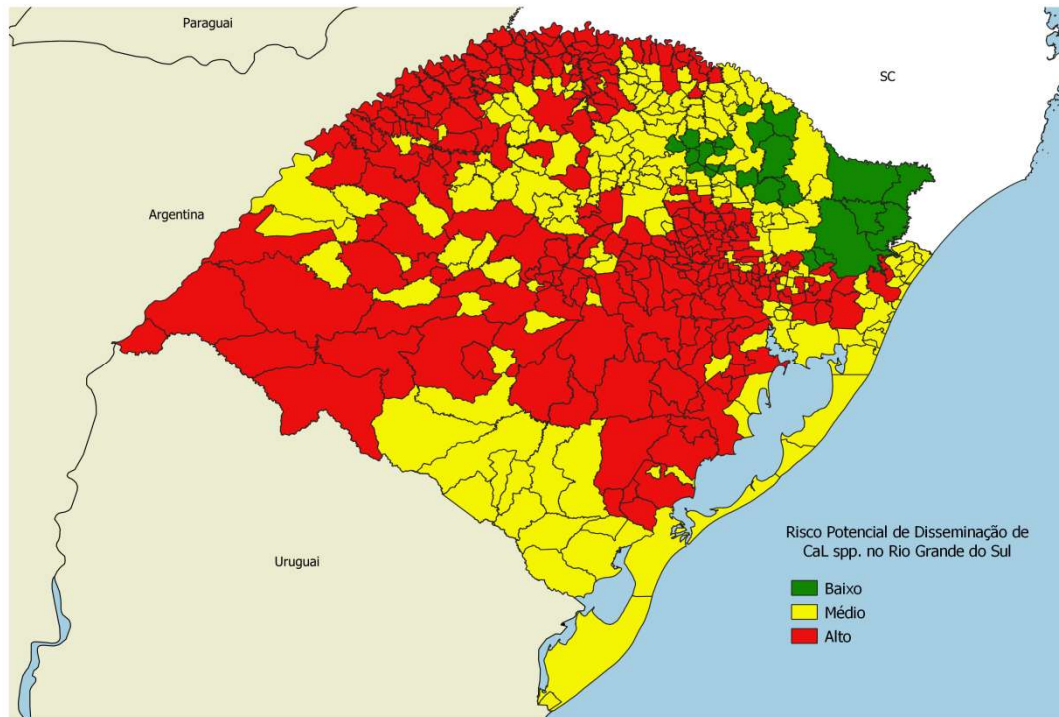 Paraguai
SC
Argentina
Uruguai
Risco Potencial de Disseminação de
CaL spp. no Rio Grande do Sul
Baixo
Médio
Alto